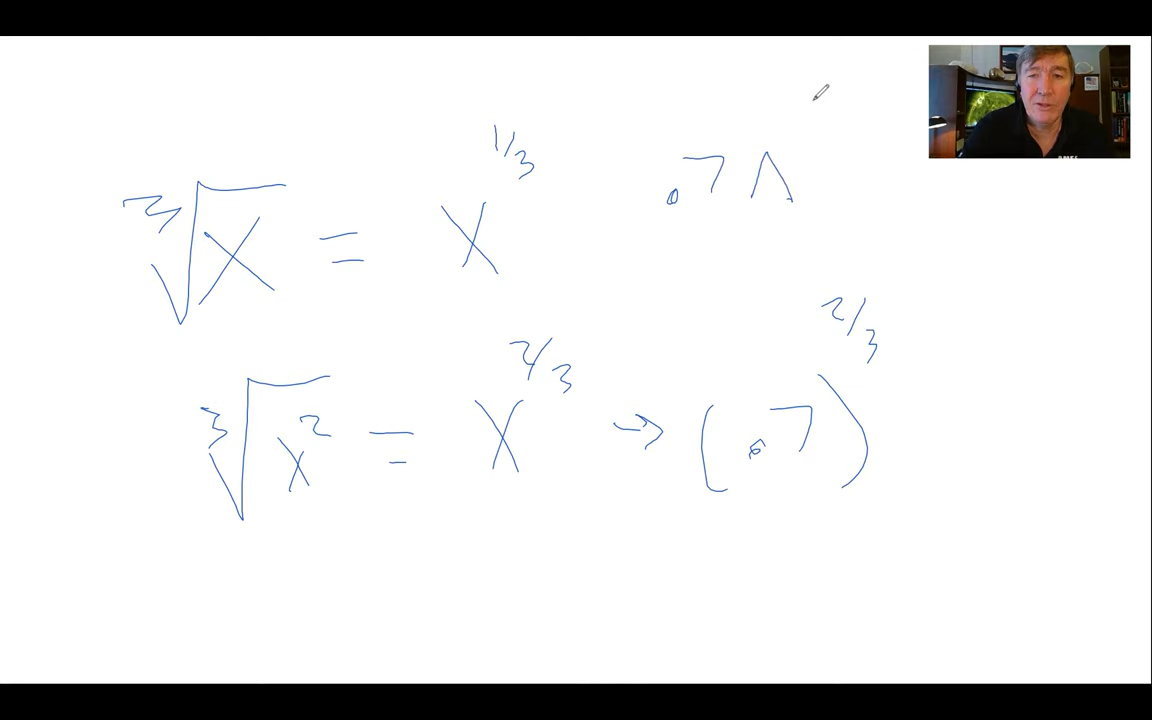 ∛x = x^1/3 .7 ^
∛x² = x^2/3 → (.7)^2/3